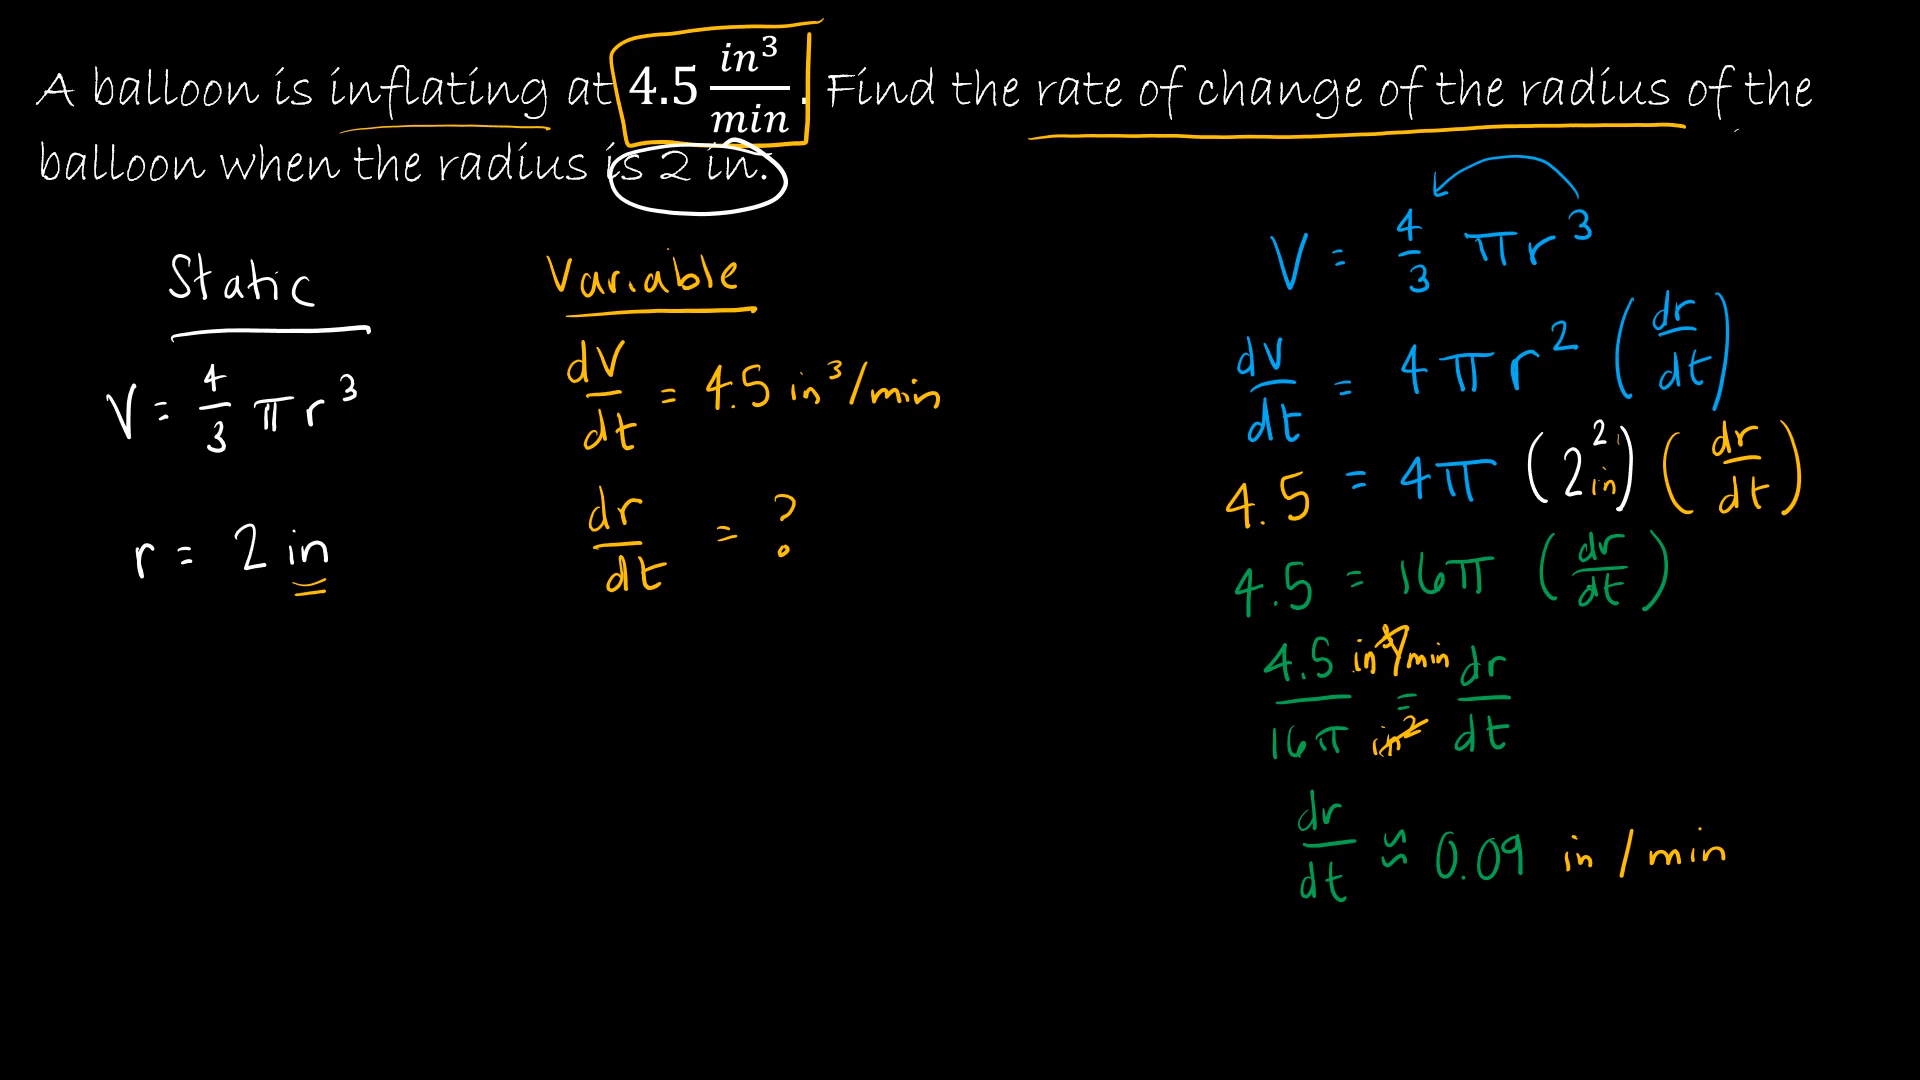 A balloon is inflating at 4.5 in³/min. Find the rate of change of the radius of the
balloon when the radius is 2 in.
Static
V = 4/3 πr³
r = 2 in
Variable
dV/dt = 4.5 in³/min
dr/dt = ?
V = 4/3 πr³
dv/dt = 4πr² (dr/dt)
4.5 = 4π (2² in) (dr/dt)
4.5 = 16π (dr/dt)
4.5 in³/min / 16π in² = dr/dt
dr/dt ≈ 0.09 in / min